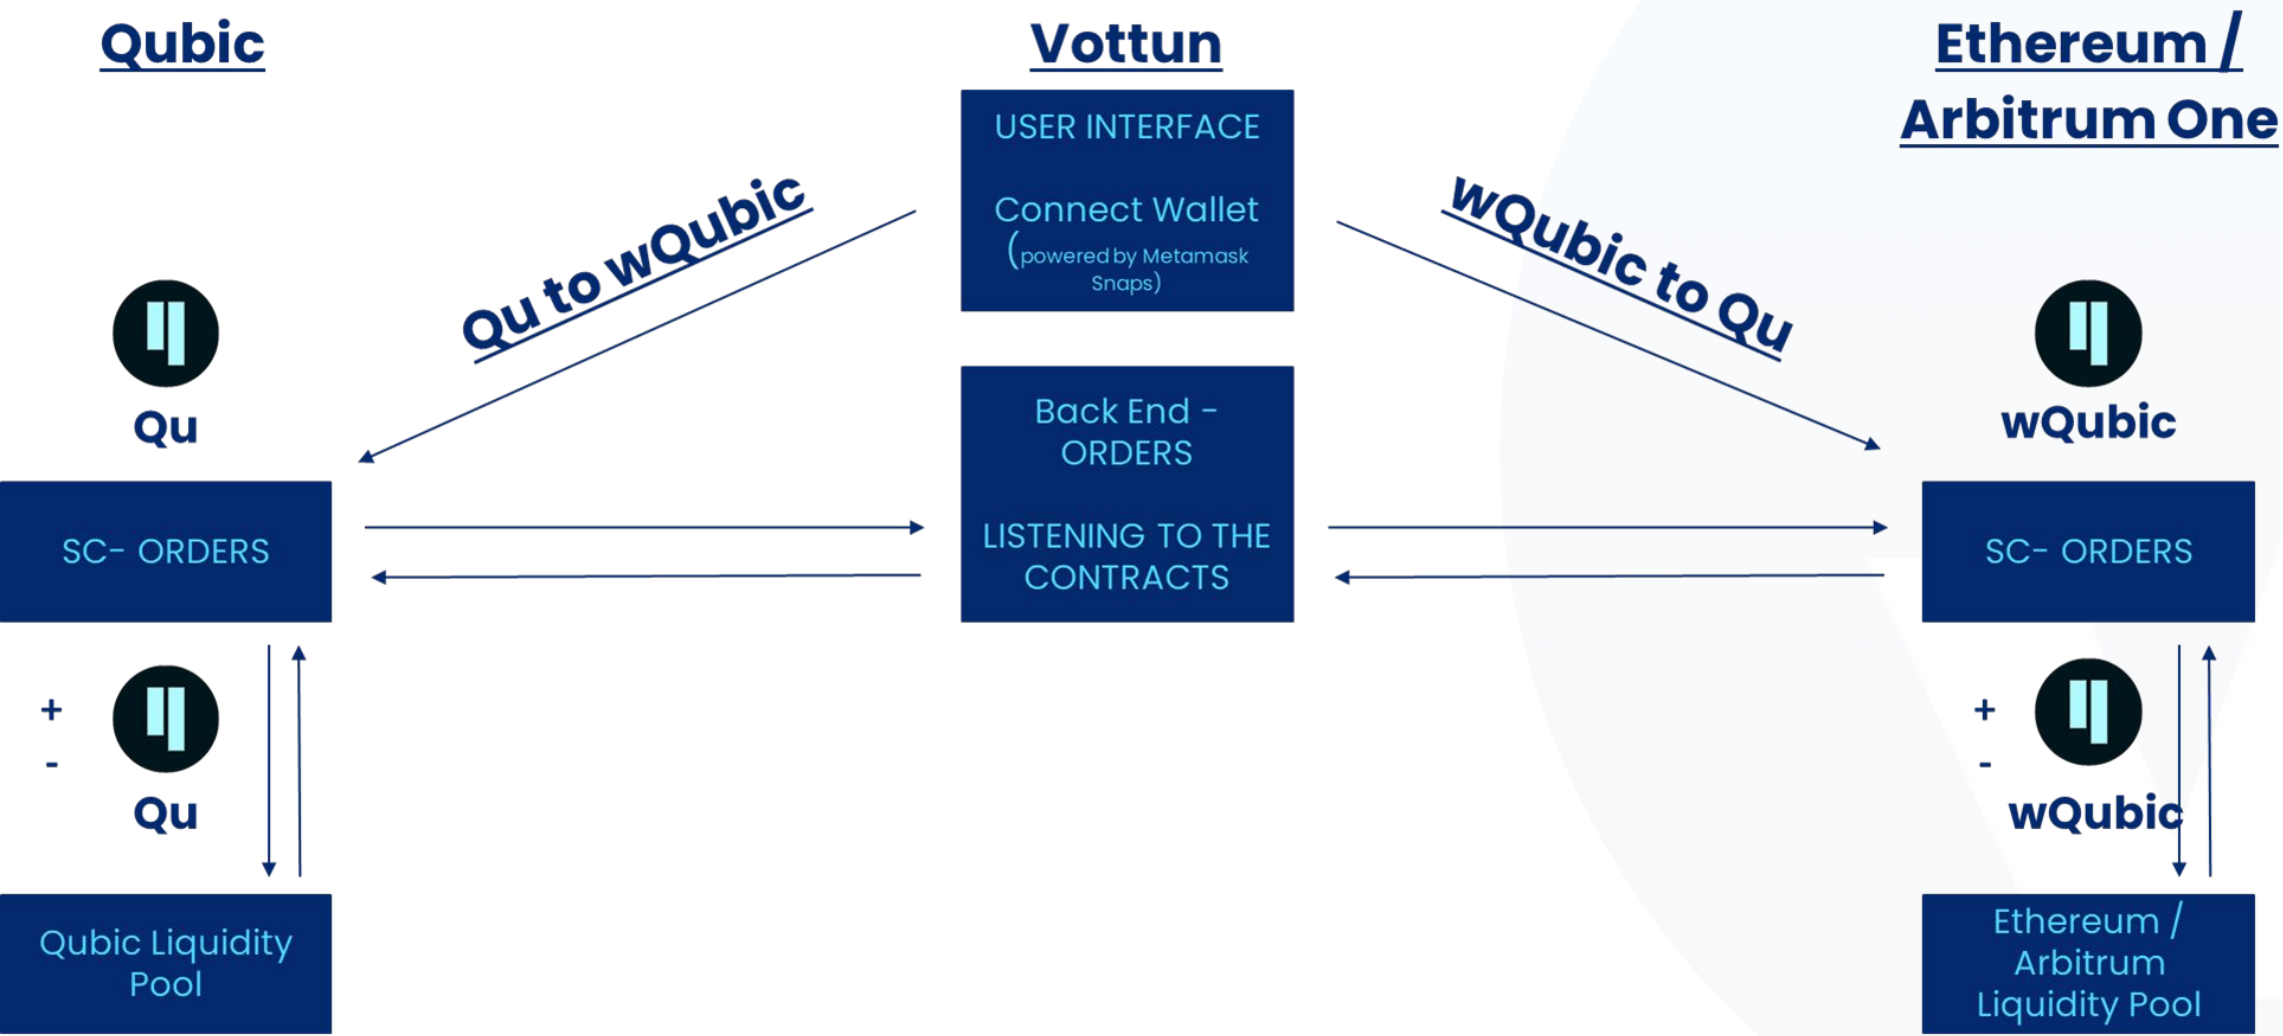 Qubic
Vottun
Ethereum /
Arbitrum One
USER INTERFACE
Connect Wallet
(powered by Metamask
Snaps)
Qu to wQubic
wQubic to Qu
Qu
wQubic
Back End -
ORDERS
LISTENING TO THE
CONTRACTS
SC- ORDERS
SC- ORDERS
+
-
Qu
+
-
wQubic
Qubic Liquidity
Pool
Ethereum /
Arbitrum
Liquidity Pool